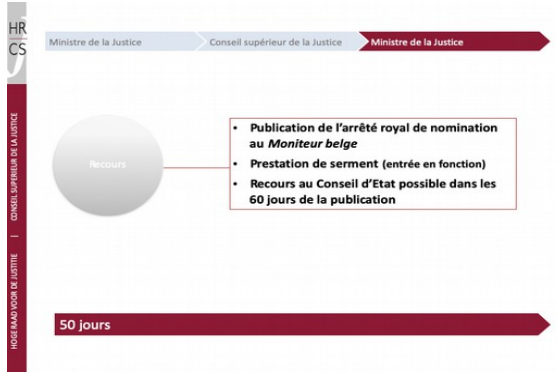 HR
CS
Ministre de la Justice
Conseil supérieur de la Justice
Ministre de la Justice
Recours
• Publication de l'arrêté royal de nomination
au Moniteur belge
• Prestation de serment (entrée en fonction)
• Recours au Conseil d'Etat possible dans les
60 jours de la publication
50 jours
HOGE RAAD VOOR DE JUSTITIE | CONSEIL SUPERIEUR DE LA JUSTICE